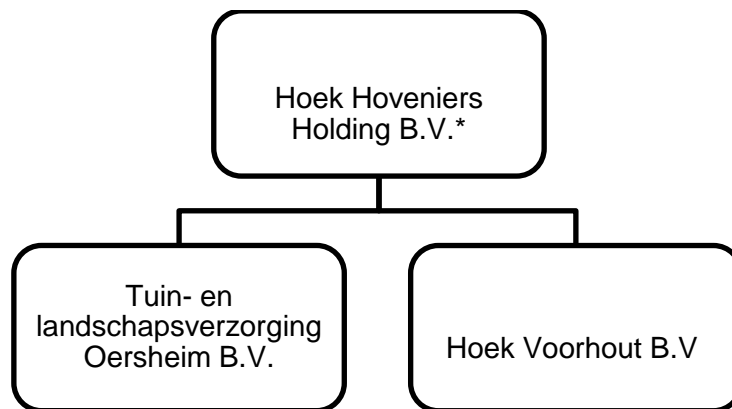 Hoek Hoveniers
Holding B.V.*
Tuin- en
landschapsverzorging
Oersheim B.V.
Hoek Voorhout B.V